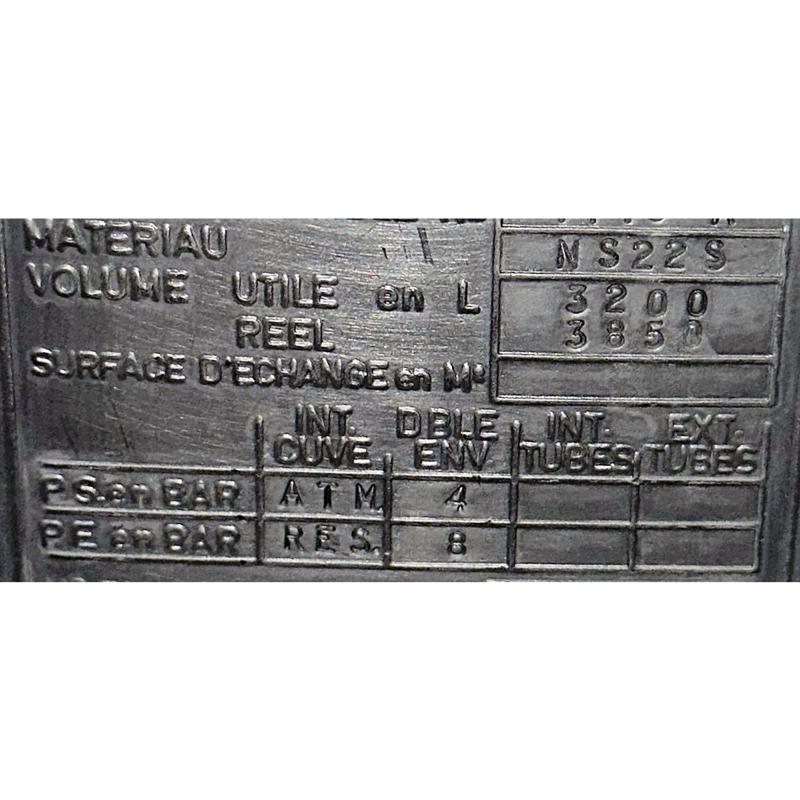 MATERIAU NS22S
VOLUME UTILE en L 3200
REEL 3850
SURFACE D'ECHANGE en M²
INT. CUVE DBLE ENV. INT. TUBES EXT. TUBES
P.S. en BAR ATM. 4
P.E en BAR RES. 8